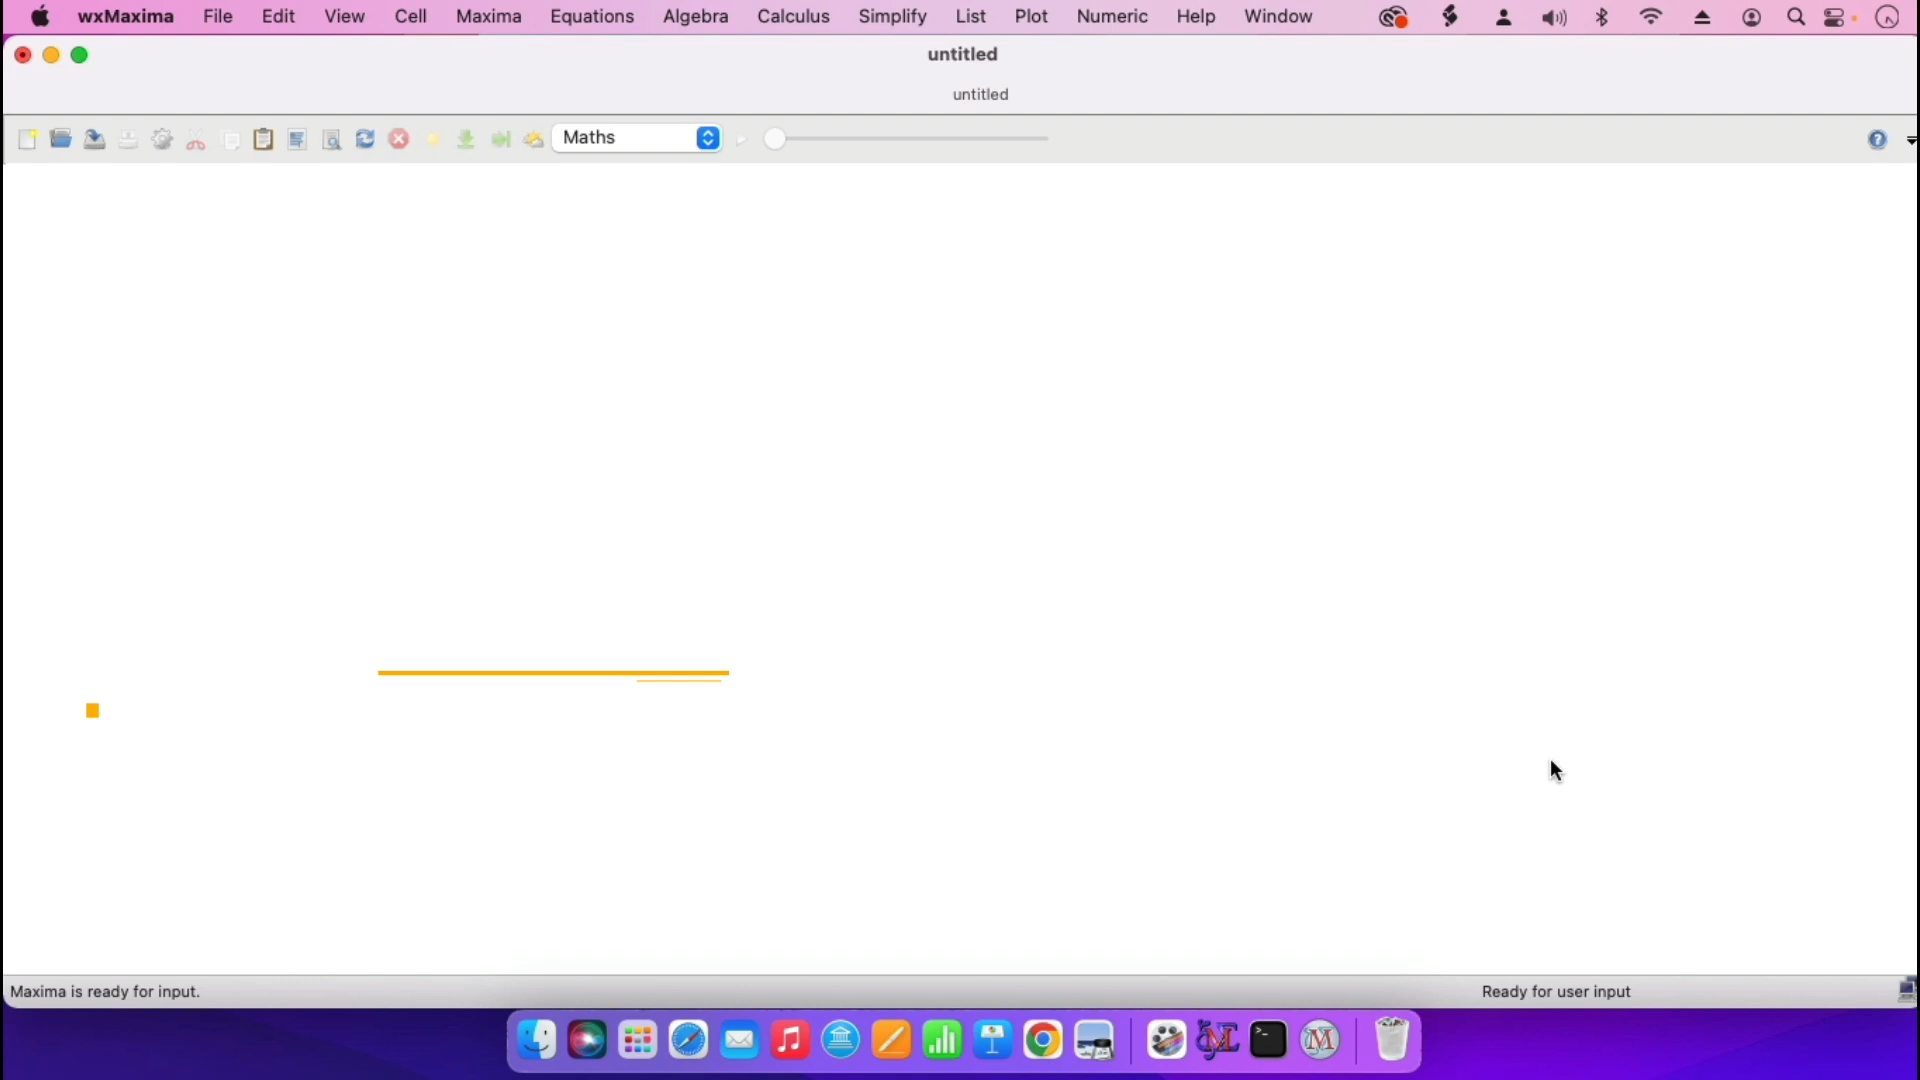 wxMaxima File Edit View Cell Maxima Equations Algebra Calculus Simplify List Plot Numeric Help Window
untitled
untitled
Maths
Maxima is ready for input.
Ready for user input